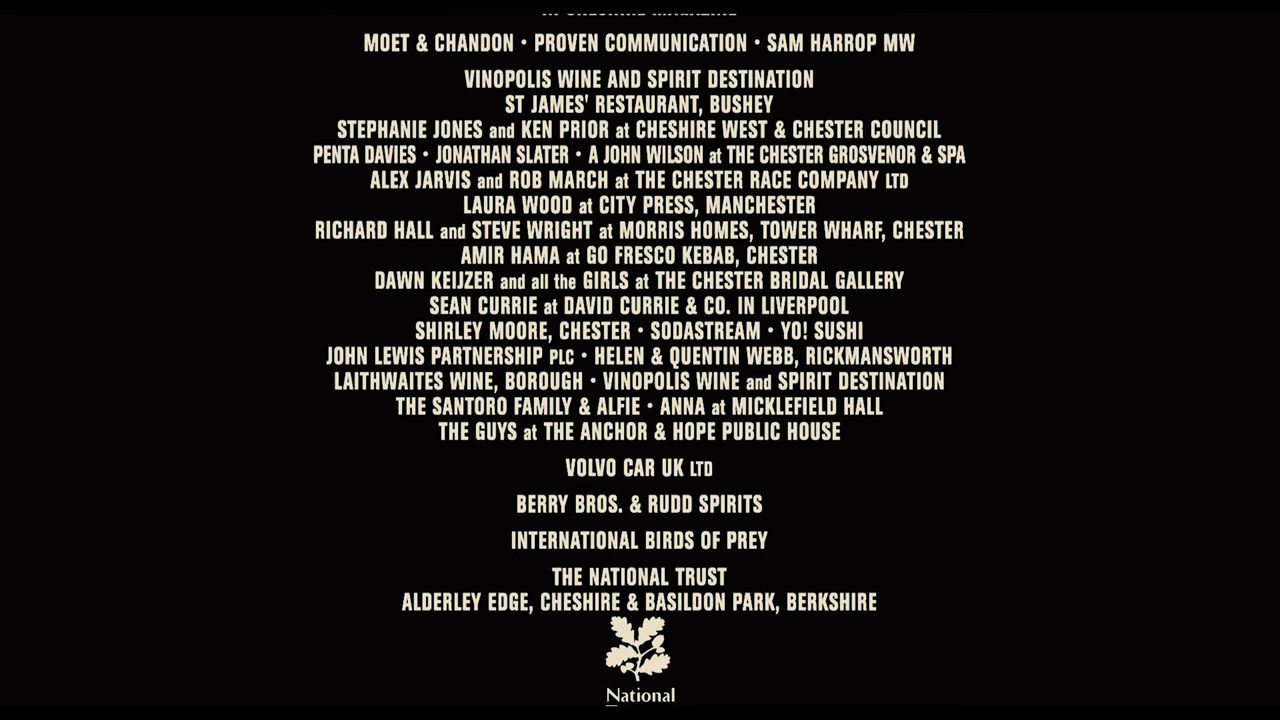 MOET & CHANDON • PROVEN COMMUNICATION • SAM HARROP MW
VINOPOLIS WINE AND SPIRIT DESTINATION
ST JAMES' RESTAURANT, BUSHEY
STEPHANIE JONES and KEN PRIOR at CHESHIRE WEST & CHESTER COUNCIL
PENTA DAVIES • JONATHAN SLATER • A JOHN WILSON at THE CHESTER GROSVENOR & SPA
ALEX JARVIS and ROB MARCH at THE CHESTER RACE COMPANY LTD
LAURA WOOD at CITY PRESS, MANCHESTER
RICHARD HALL and STEVE WRIGHT at MORRIS HOMES, TOWER WHARF, CHESTER
AMIR HAMA at GO FRESCO KEBAB, CHESTER
DAWN KEIJZER and all the GIRLS at THE CHESTER BRIDAL GALLERY
SEAN CURRIE at DAVID CURRIE & CO. IN LIVERPOOL
SHIRLEY MOORE, CHESTER • SODASTREAM • YO! SUSHI
JOHN LEWIS PARTNERSHIP PLC • HELEN & QUENTIN WEBB, RICKMANSWORTH
LAITHWAITES WINE, BOROUGH • VINOPOLIS WINE and SPIRIT DESTINATION
THE SANTORO FAMILY & ALFIE • ANNA at MICKLEFIELD HALL
THE GUYS at THE ANCHOR & HOPE PUBLIC HOUSE
VOLVO CAR UK LTD
BERRY BROS. & RUDD SPIRITS
INTERNATIONAL BIRDS OF PREY
THE NATIONAL TRUST
ALDERLEY EDGE, CHESHIRE & BASILDON PARK, BERKSHIRE
National